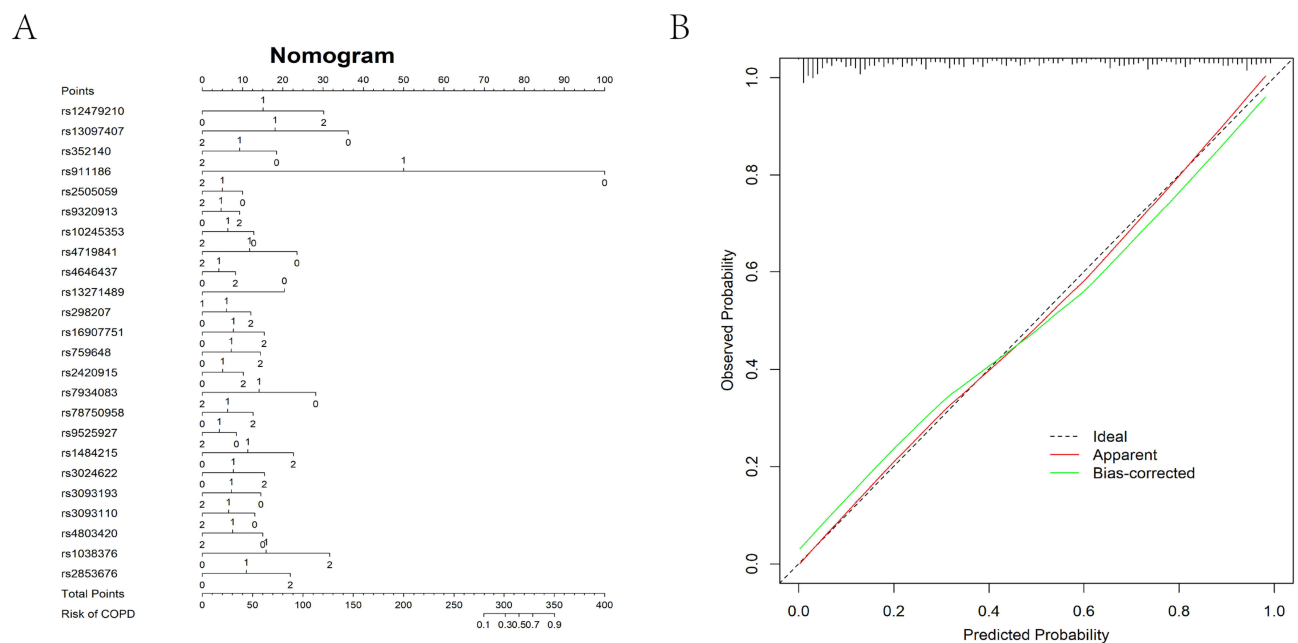 A
Nomogram
0 10 20 30 40 50 60 70 80 90 100
Points
1
rs12479210
0 1 2
rs13097407
2 1 0
rs352140
2 0 1
rs911186
2 1 0
rs2505059
2 1 0
rs9320913
0 1 2
rs10245353
2 1 0
rs4719841
2 1 0
rs4646437
0 2 0
rs13271489
1 1
rs298207
0 1 2
rs16907751
0 1 2
rs759648
0 1 2
rs2420915
0 2 1
rs7934083
2 1 0
rs78750958
0 1 2
rs9525927
2 0 1
rs1484215
0 1 2
rs3024622
0 1 2
rs3093193
2 1 0
rs3093110
2 1 0
rs4803420
2 0 1
rs1038376
0 1 2
rs2853676
0 2
Total Points
0 50 100 150 200 250 300 350 400
Risk of COPD
0.1 0.30.50.7 0.9
B
Observed Probability
1.0
0.8
0.6
0.4
0.2
0.0
Ideal
Apparent
Bias-corrected
0.0 0.2 0.4 0.6 0.8 1.0
Predicted Probability